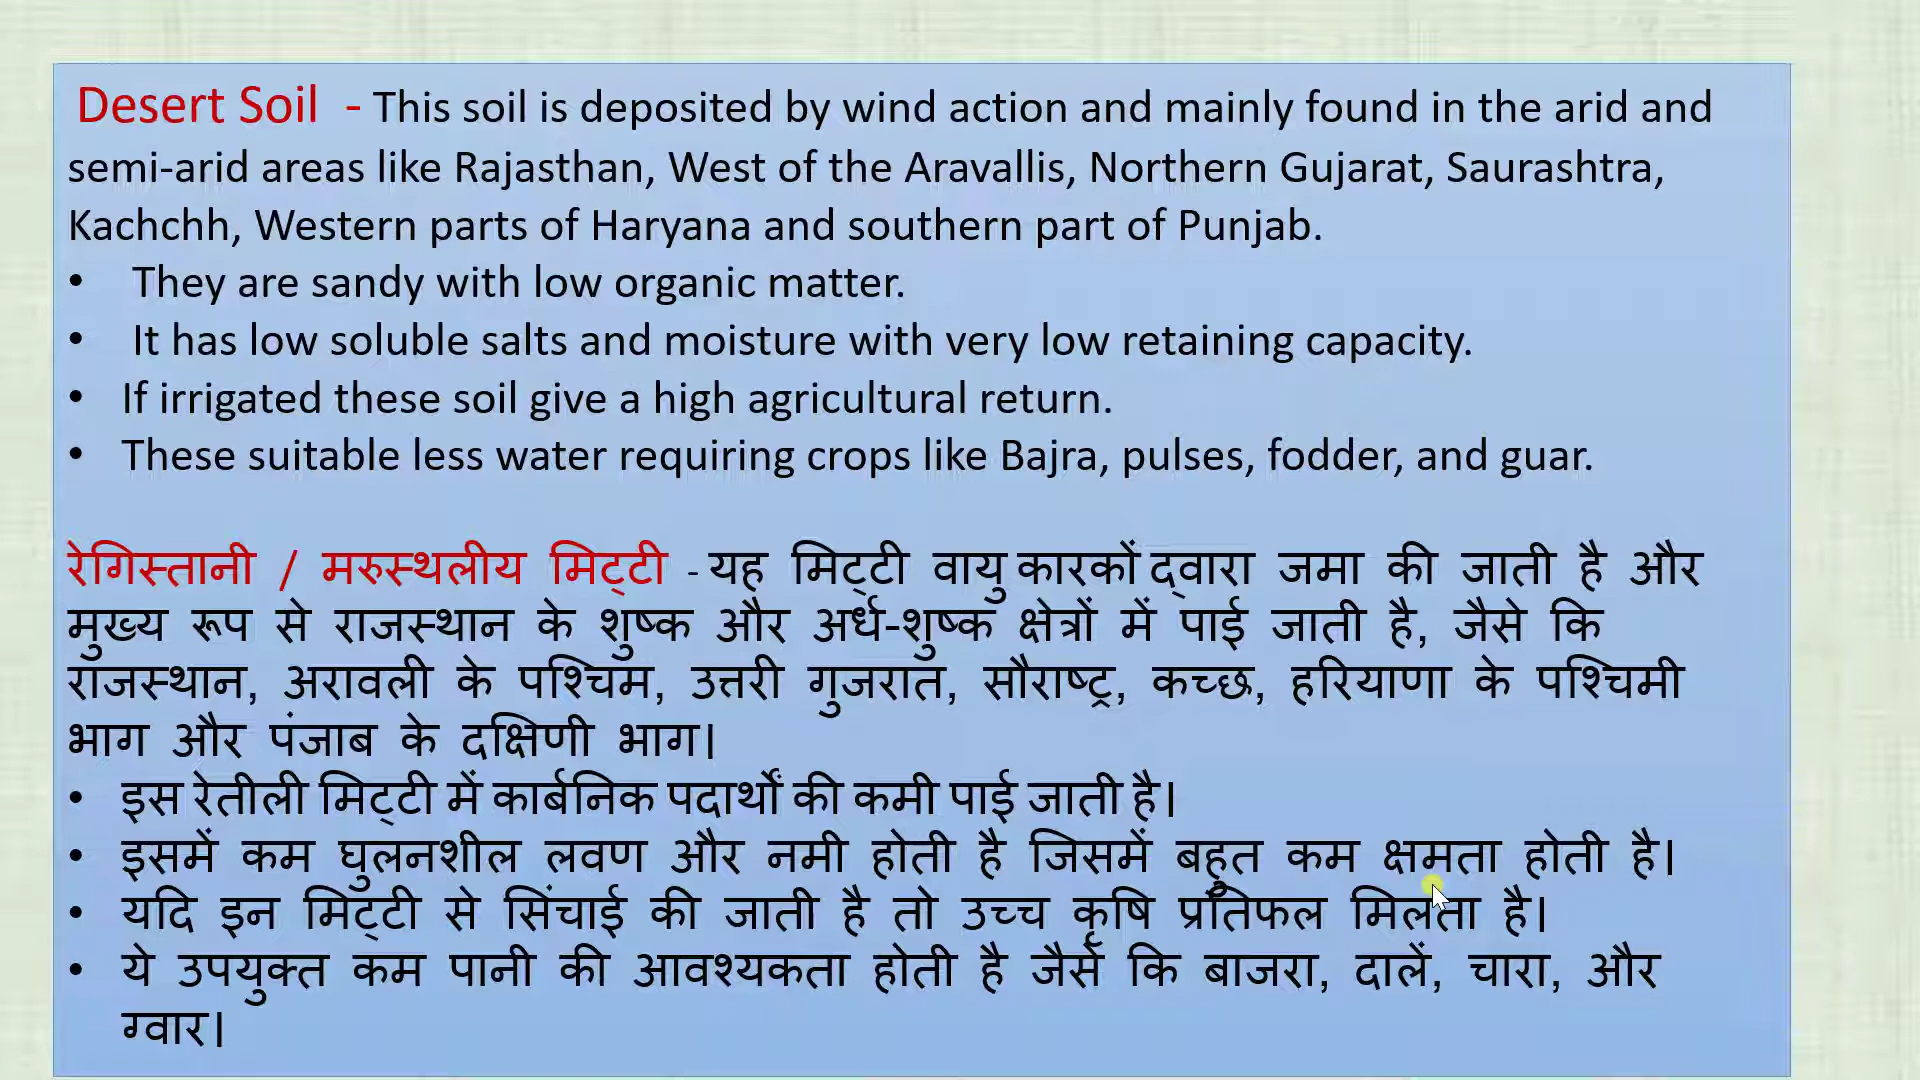 Desert Soil - This soil is deposited by wind action and mainly found in the arid and
semi-arid areas like Rajasthan, West of the Aravallis, Northern Gujarat, Saurashtra,
Kachchh, Western parts of Haryana and southern part of Punjab.
• They are sandy with low organic matter.
• It has low soluble salts and moisture with very low retaining capacity.
• If irrigated these soil give a high agricultural return.
• These suitable less water requiring crops like Bajra, pulses, fodder, and guar.
रेगिस्तानी / मरुस्थलीय मिट्टी - यह मिट्टी वायु कारकों द्वारा जमा की जाती है और
मुख्य रूप से राजस्थान के शुष्क और अर्ध-शुष्क क्षेत्रों में पाई जाती है, जैसे कि
राजस्थान, अरावली के पश्चिम, उत्तरी गुजरात, सौराष्ट्र, कच्छ, हरियाणा के पश्चिमी
भाग और पंजाब के दक्षिणी भाग।
• इस रेतीली मिट्टी में कार्बनिक पदार्थों की कमी पाई जाती है।
• इसमें कम घुलनशील लवण और नमी होती है जिसमें बहुत कम क्षमता होती है।
• यदि इन मिट्टी से सिंचाई की जाती है तो उच्च कृषि प्रतिफल मिलता है।
• ये उपयुक्त कम पानी की आवश्यकता होती है जैसे कि बाजरा, दालें, चारा, और
ग्वार।